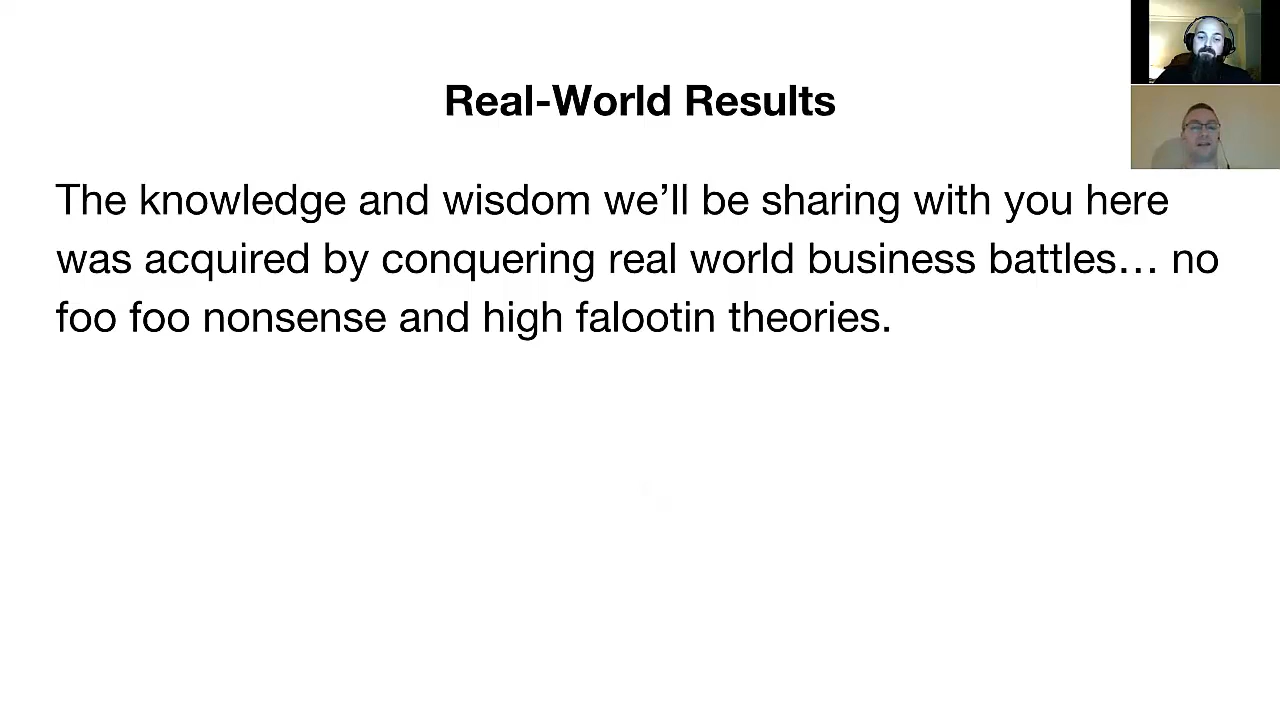 Real-World Results
The knowledge and wisdom we’ll be sharing with you here
was acquired by conquering real world business battles… no
foo foo nonsense and high falootin theories.